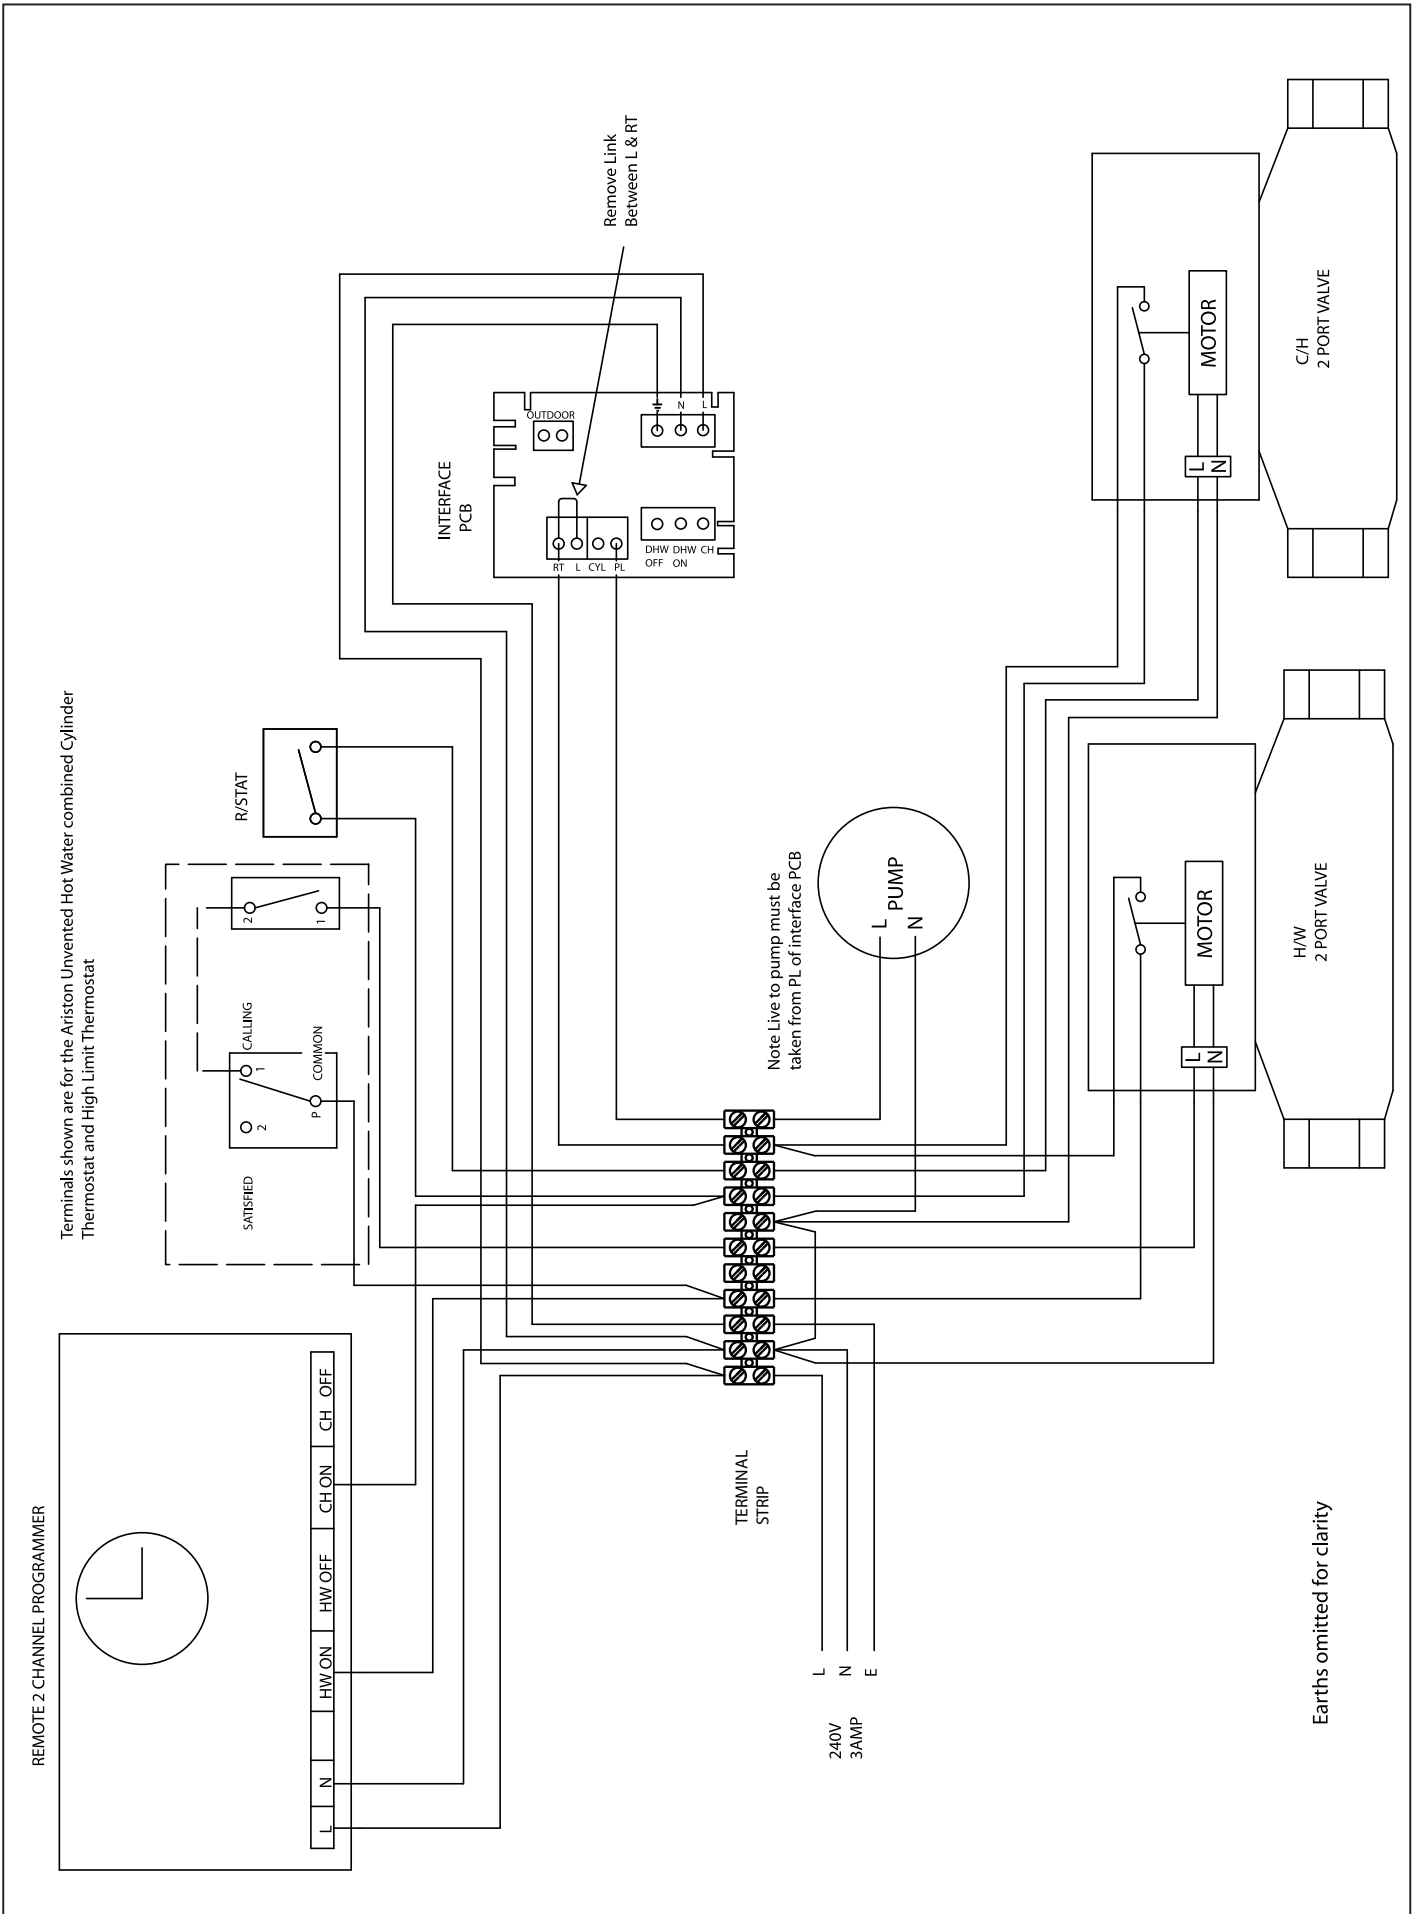 REMOTE 2 CHANNEL PROGRAMMER
L
N
HW ON
HW OFF
CH ON
CH OFF
Terminals shown are for the Ariston Unvented Hot Water combined Cylinder
Thermostat and High Limit Thermostat
SATISFIED
CALLING
2
1
P
COMMON
2
1
R/STAT
INTERFACE
PCB
OUTDOOR
N
L
RT
L
CYL
PL
DHW
OFF
DHW
ON
CH
Remove Link
Between L & RT
TERMINAL
STRIP
240V
3AMP
L
N
E
Note Live to pump must be
taken from PL of interface PCB
L
N
PUMP
L
N
MOTOR
H/W
2 PORT VALVE
L
N
MOTOR
C/H
2 PORT VALVE
Earths omitted for clarity